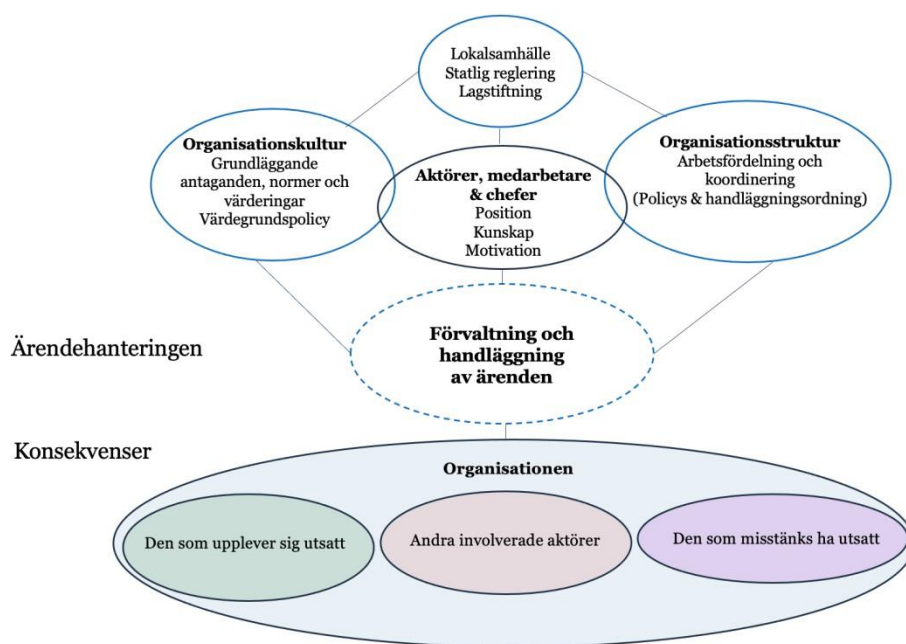 Lokalsamhälle
Statlig reglering
Lagstiftning
Organisationskultur
Grundläggande
antaganden, normer och
värderingar
Värdegrundspolicy
Aktörer, medarbetare
& chefer
Position
Kunskap
Motivation
Organisationsstruktur
Arbetsfördelning och
koordinering
(Policys & handläggningsordning)
Ärendehanteringen
Förvaltning och
handläggning
av ärenden
Konsekvenser
Organisationen
Den som upplever sig utsatt
Andra involverade aktörer
Den som misstänks ha utsatt